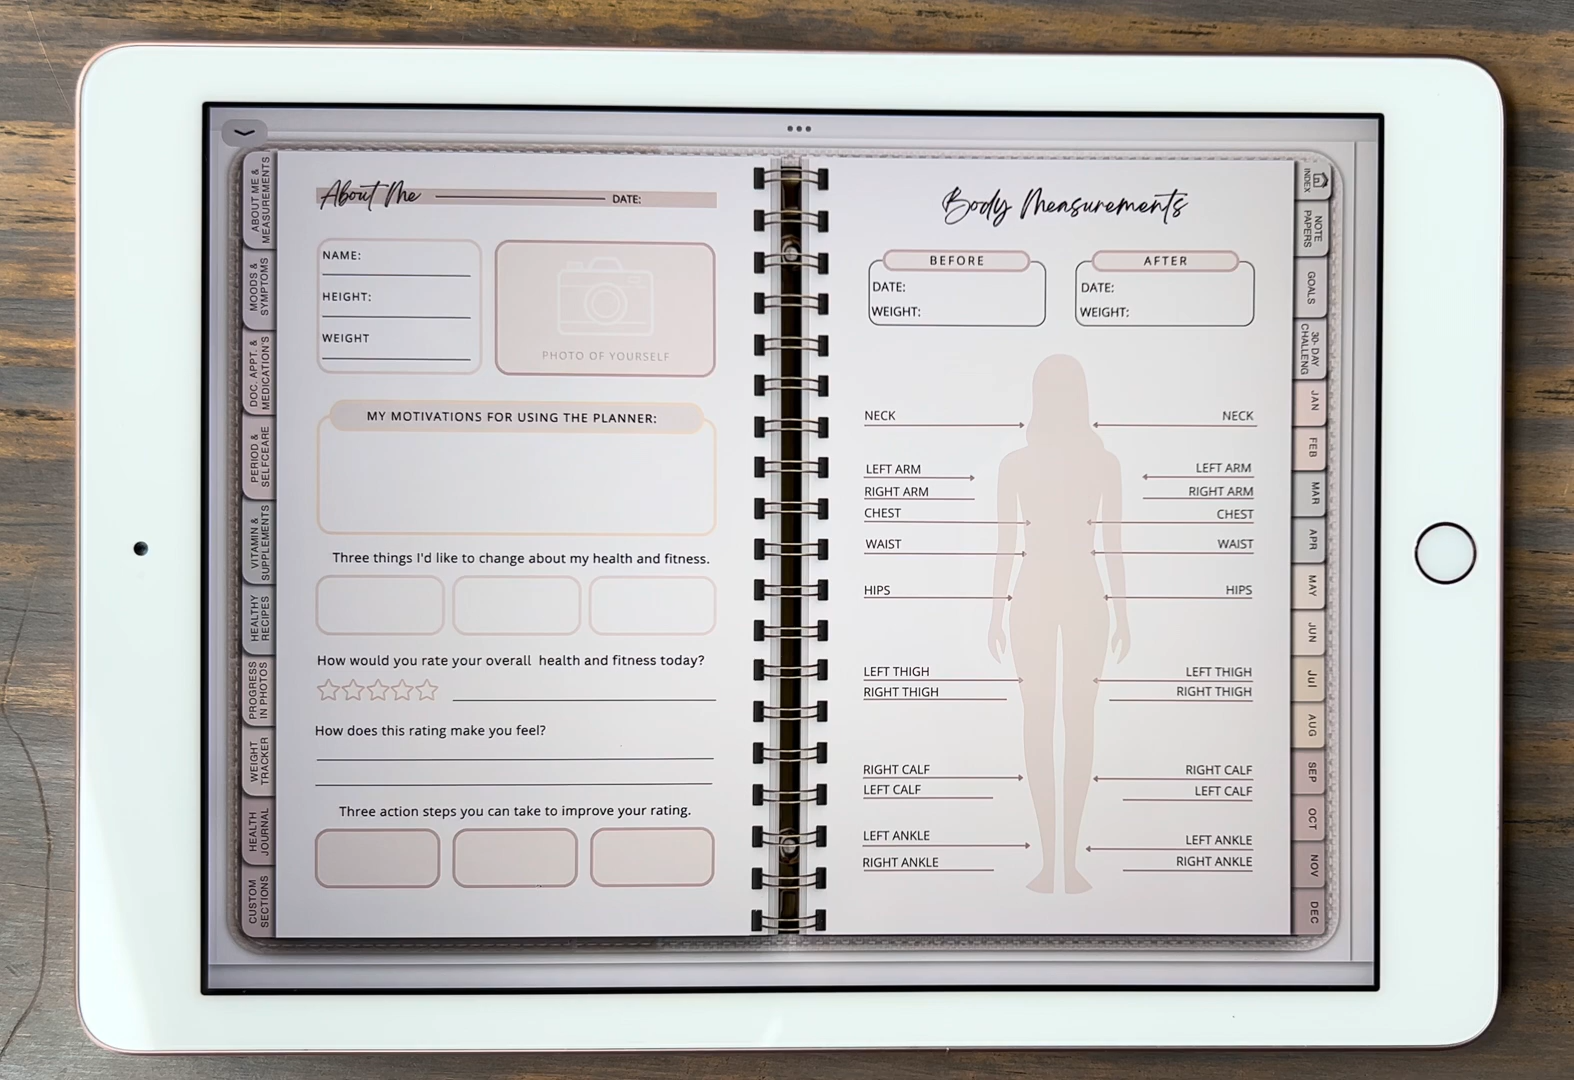 ABOUT ME &
MEASUREMENTS
MOODS &
SYMPTOMS
DOC. APPT. &
MEDICATION'S
PERIOD &
SELFCEARE
VITAMIN &
SUPPLEMENTS
HEALTHY
RECIPES
PROGRESS
IN PHOTOS
WEIGHT
TRACKER
HEALTH
JOURNAL
CUSTOM
SECTIONS
About Me DATE:
NAME:
HEIGHT:
WEIGHT
PHOTO OF YOURSELF
MY MOTIVATIONS FOR USING THE PLANNER:
Three things I'd like to change about my health and fitness.
How would you rate your overall health and fitness today?
How does this rating make you feel?
Three action steps you can take to improve your rating.
Body Measurements
BEFORE AFTER
DATE: DATE:
WEIGHT: WEIGHT:
NECK NECK
LEFT ARM LEFT ARM
RIGHT ARM RIGHT ARM
CHEST CHEST
WAIST WAIST
HIPS HIPS
LEFT THIGH LEFT THIGH
RIGHT THIGH RIGHT THIGH
RIGHT CALF RIGHT CALF
LEFT CALF LEFT CALF
LEFT ANKLE LEFT ANKLE
RIGHT ANKLE RIGHT ANKLE
INDEX
NOTE
PAPERS
GOALS
30- DAY
CHALLENG
JAN
FEB
MAR
APR
MAY
JUN
Jul
AUG
SEP
OCT
NOV
DEC